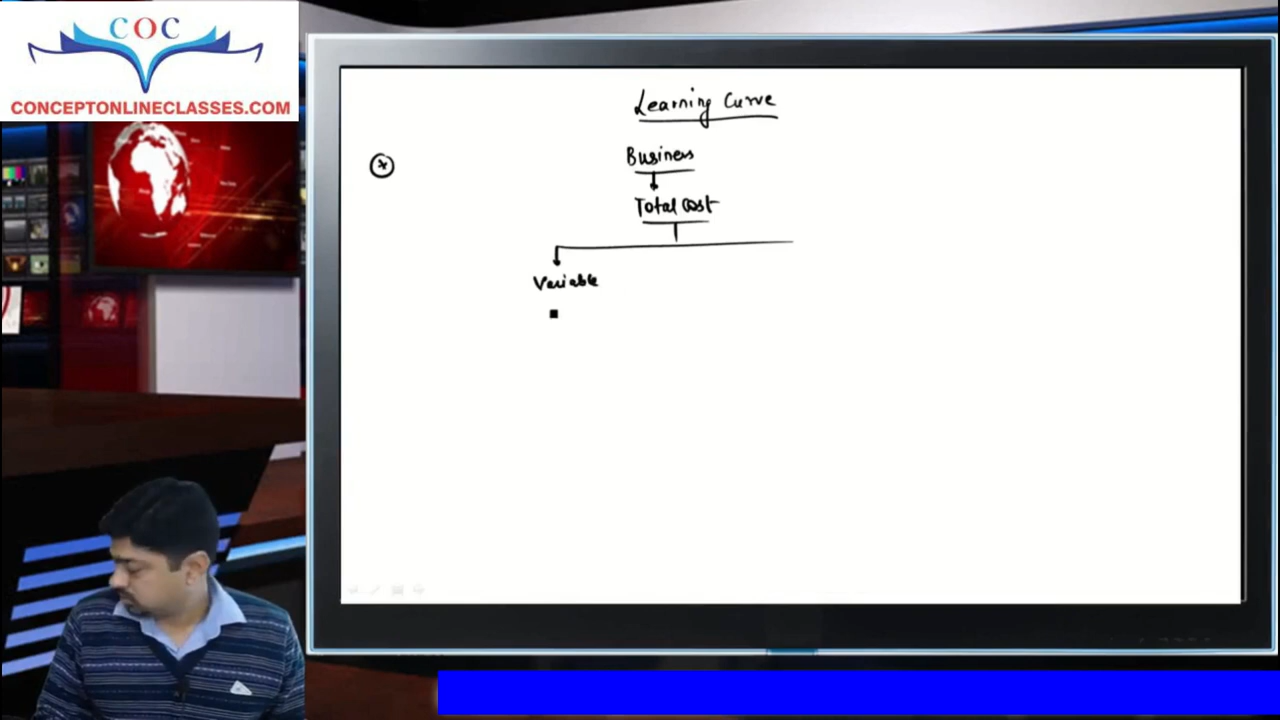 COC
CONCEPTONLINECLASSES.COM
Learning Curve
Business
Total Cost
Variable